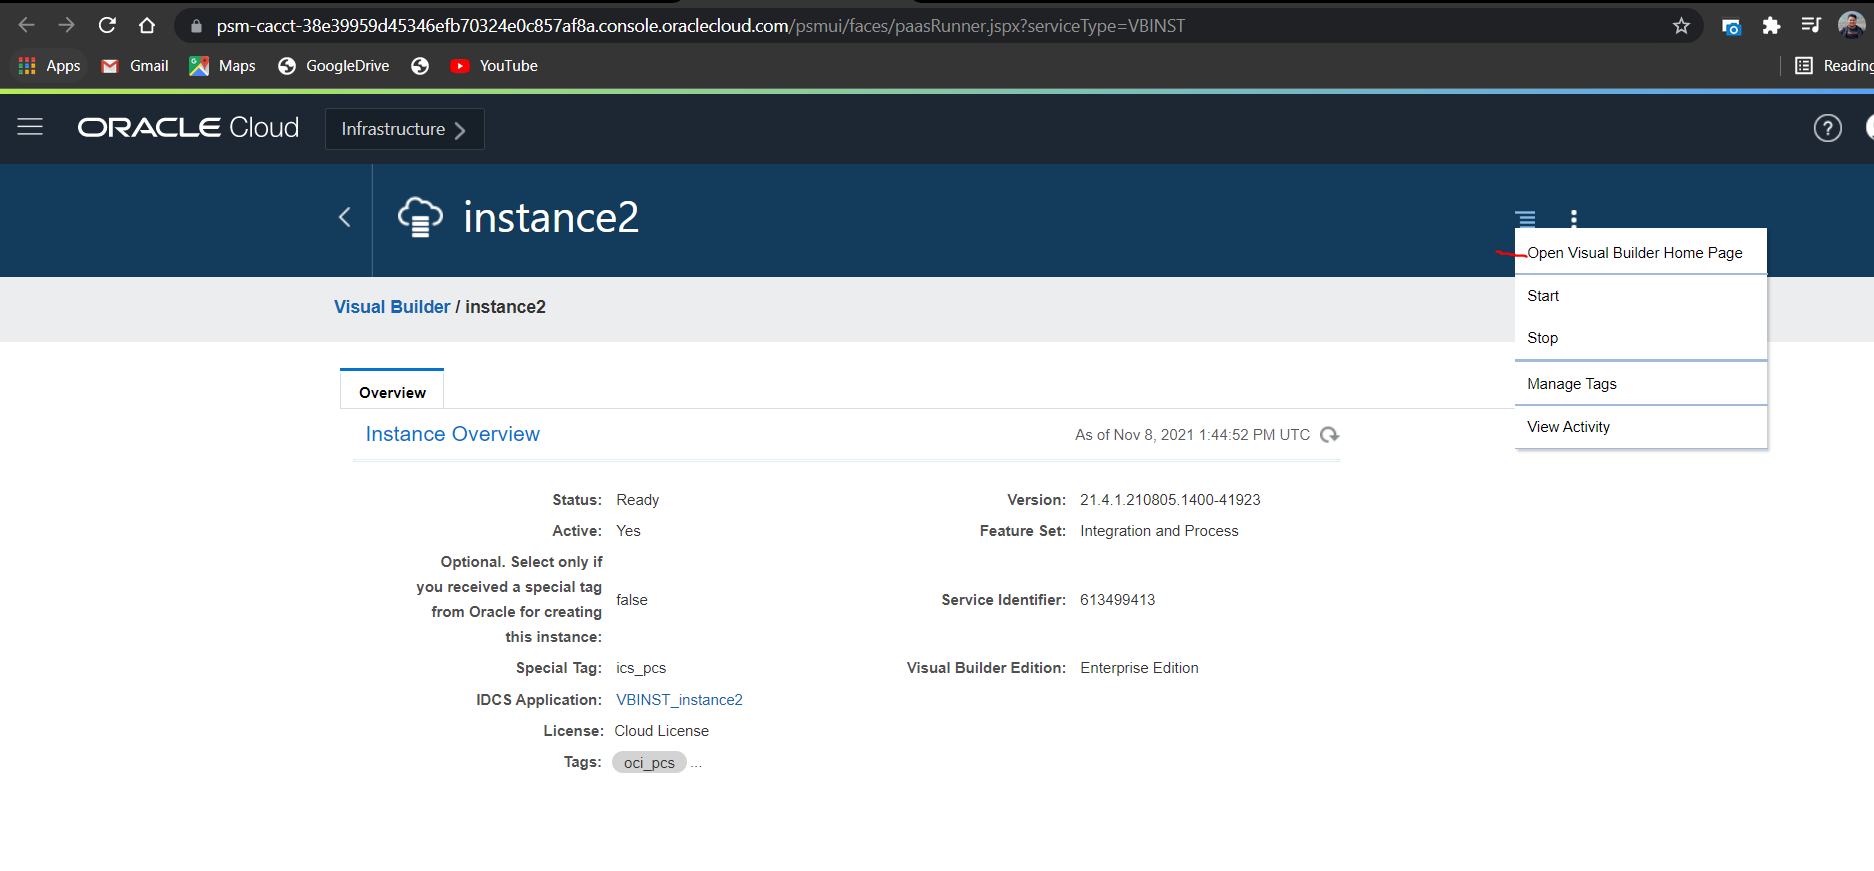 psm-cacct-38e39959d45346efb70324e0c857af8a.console.oraclecloud.com/psmui/faces/paasRunner.jspx?serviceType=VBINST
Apps Gmail Maps GoogleDrive YouTube Reading
ORACLE Cloud Infrastructure
?
instance2
Open Visual Builder Home Page
Start
Stop
Manage Tags
View Activity
Visual Builder / instance2
Overview
Instance Overview As of Nov 8, 2021 1:44:52 PM UTC
Status: Ready Version: 21.4.1.210805.1400-41923
Active: Yes Feature Set: Integration and Process
Optional. Select only if
you received a special tag
from Oracle for creating
this instance:
false Service Identifier: 613499413
Special Tag: ics_pcs Visual Builder Edition: Enterprise Edition
IDCS Application: VBINST_instance2
License: Cloud License
Tags: oci_pcs ...